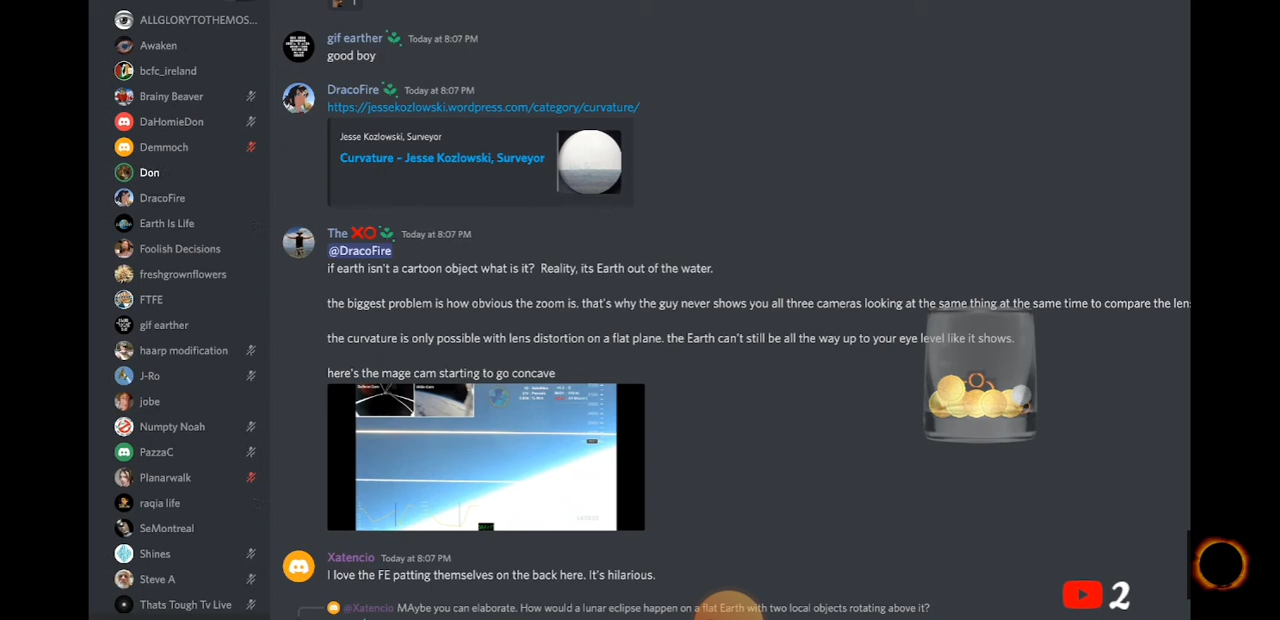 ALLGLORYTOTHEMOS...
Awaken
bcfc_ireland
Brainy Beaver
DaHomieDon
Demmoch
Don
DracoFire
Earth Is Life
Foolish Decisions
freshgrownflowers
FTFE
gif earther
haarp modification
J-Ro
jobe
Numpty Noah
PazzaC
Planarwalk
raqia life
SeMontreal
Shines
Steve A
Thats Tough Tv Live
1
gif earther Today at 8:07 PM
good boy
DracoFire Today at 8:07 PM
https://jessekozlowski.wordpress.com/category/curvature/
Jesse Kozlowski, Surveyor
Curvature – Jesse Kozlowski, Surveyor
The XO Today at 8:07 PM
@DracoFire
if earth isn't a cartoon object what is it? Reality, its Earth out of the water.
the biggest problem is how obvious the zoom is. that's why the guy never shows you all three cameras looking at the same thing at the same time to compare the len
the curvature is only possible with lens distortion on a flat plane. the Earth can't still be all the way up to your eye level like it shows.
here's the mage cam starting to go concave
Xatencio Today at 8:07 PM
I love the FE patting themselves on the back here. It's hilarious.
@Xatencio MAybe you can elaborate. How would a lunar eclipse happen on a flat Earth with two local objects rotating above it?
2